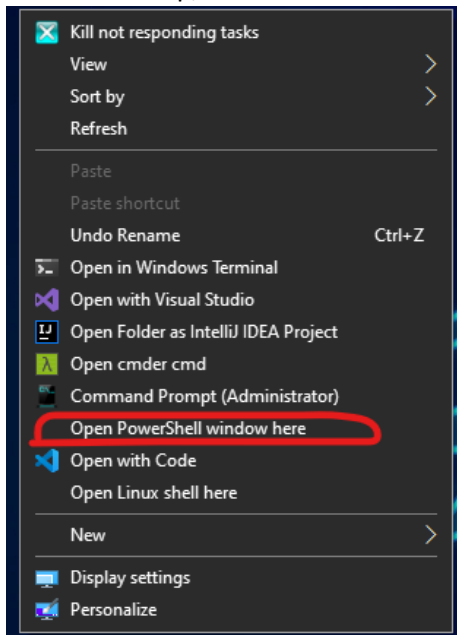 Kill not responding tasks
View
Sort by
Refresh
Paste
Paste shortcut
Undo Rename Ctrl+Z
Open in Windows Terminal
Open with Visual Studio
IJ Open Folder as IntelliJ IDEA Project
λ Open cmder cmd
Command Prompt (Administrator)
Open PowerShell window here
Open with Code
Open Linux shell here
New
Display settings
Personalize